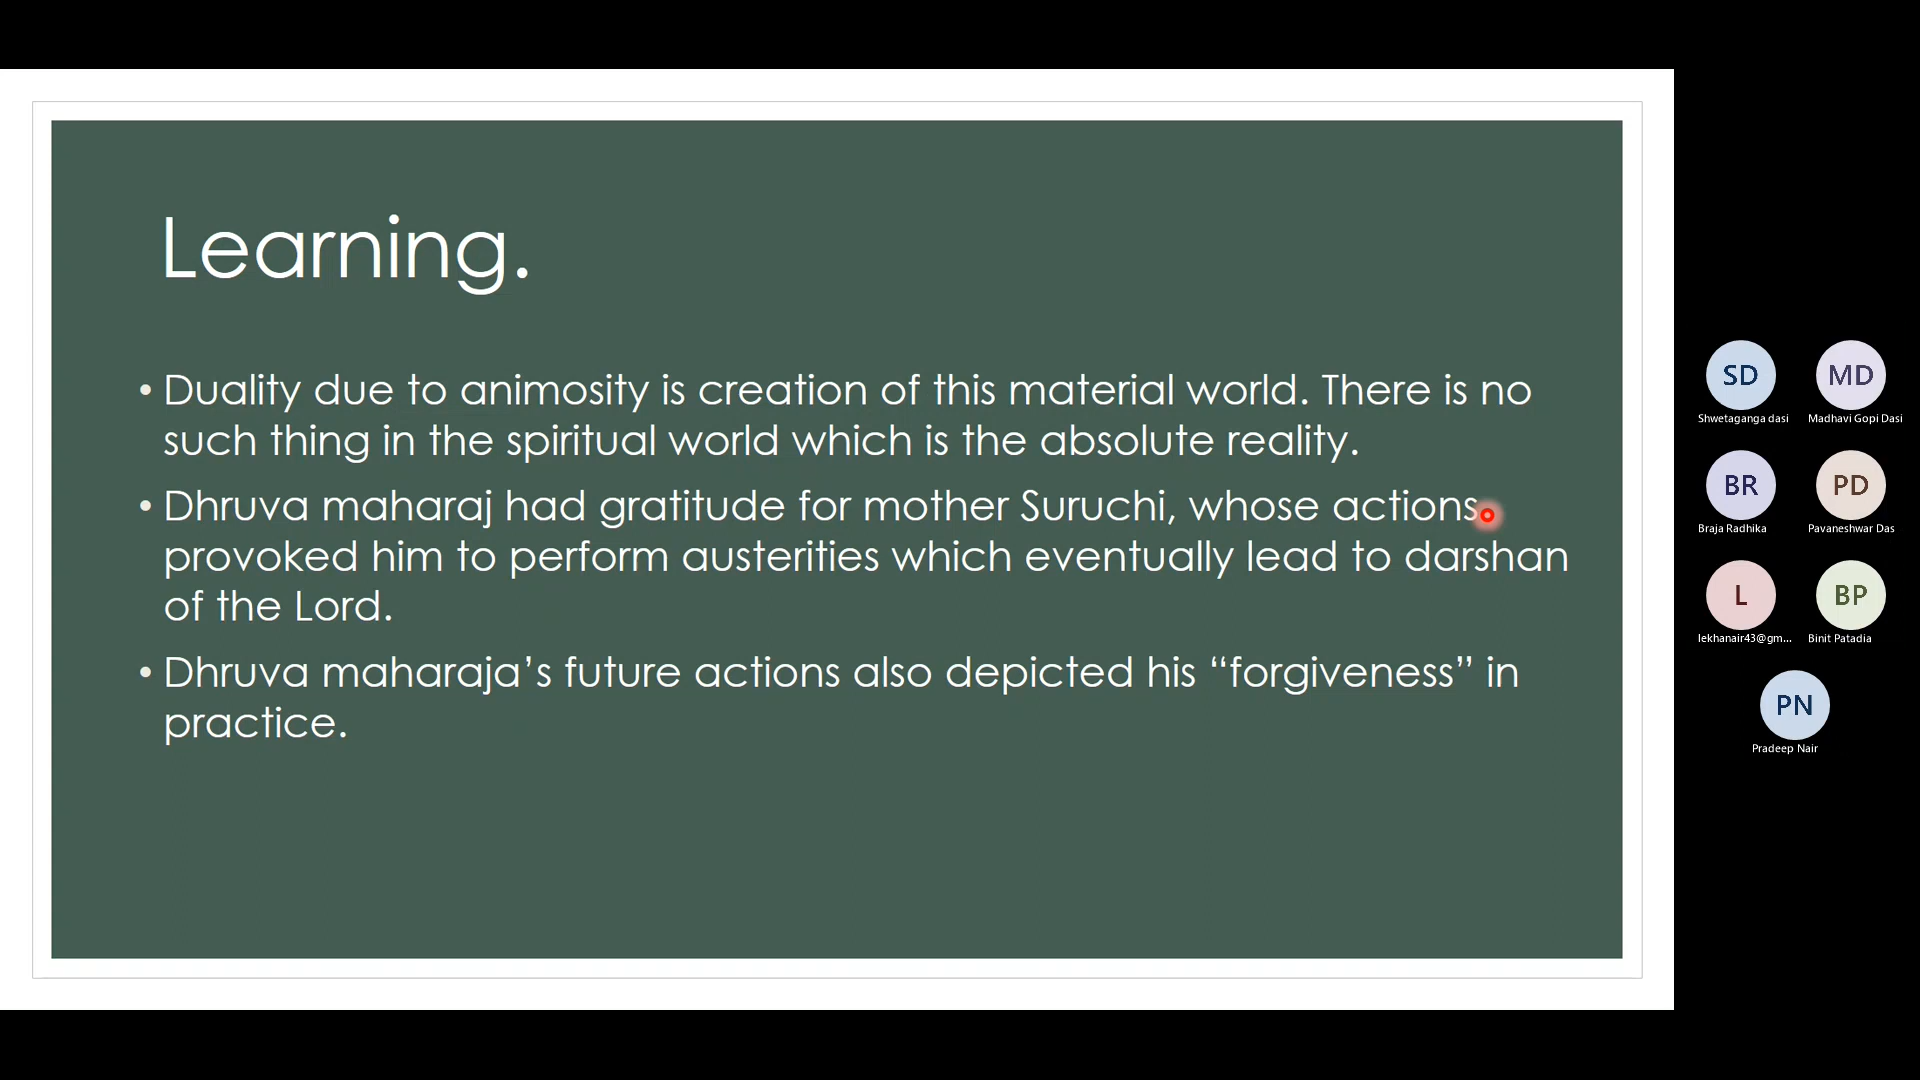 Learning.
• Duality due to animosity is creation of this material world. There is no
such thing in the spiritual world which is the absolute reality.
• Dhruva maharaj had gratitude for mother Suruchi, whose actions
provoked him to perform austerities which eventually lead to darshan
of the Lord.
• Dhruva maharaja’s future actions also depicted his “forgiveness” in
practice.
SD
Shwetaganga dasi
MD
Madhavi Gopi Dasi
BR
Braja Radhika
PD
Pavaneshwar Das
L
lekhanair43@gm...
BP
Binit Patadia
PN
Pradeep Nair